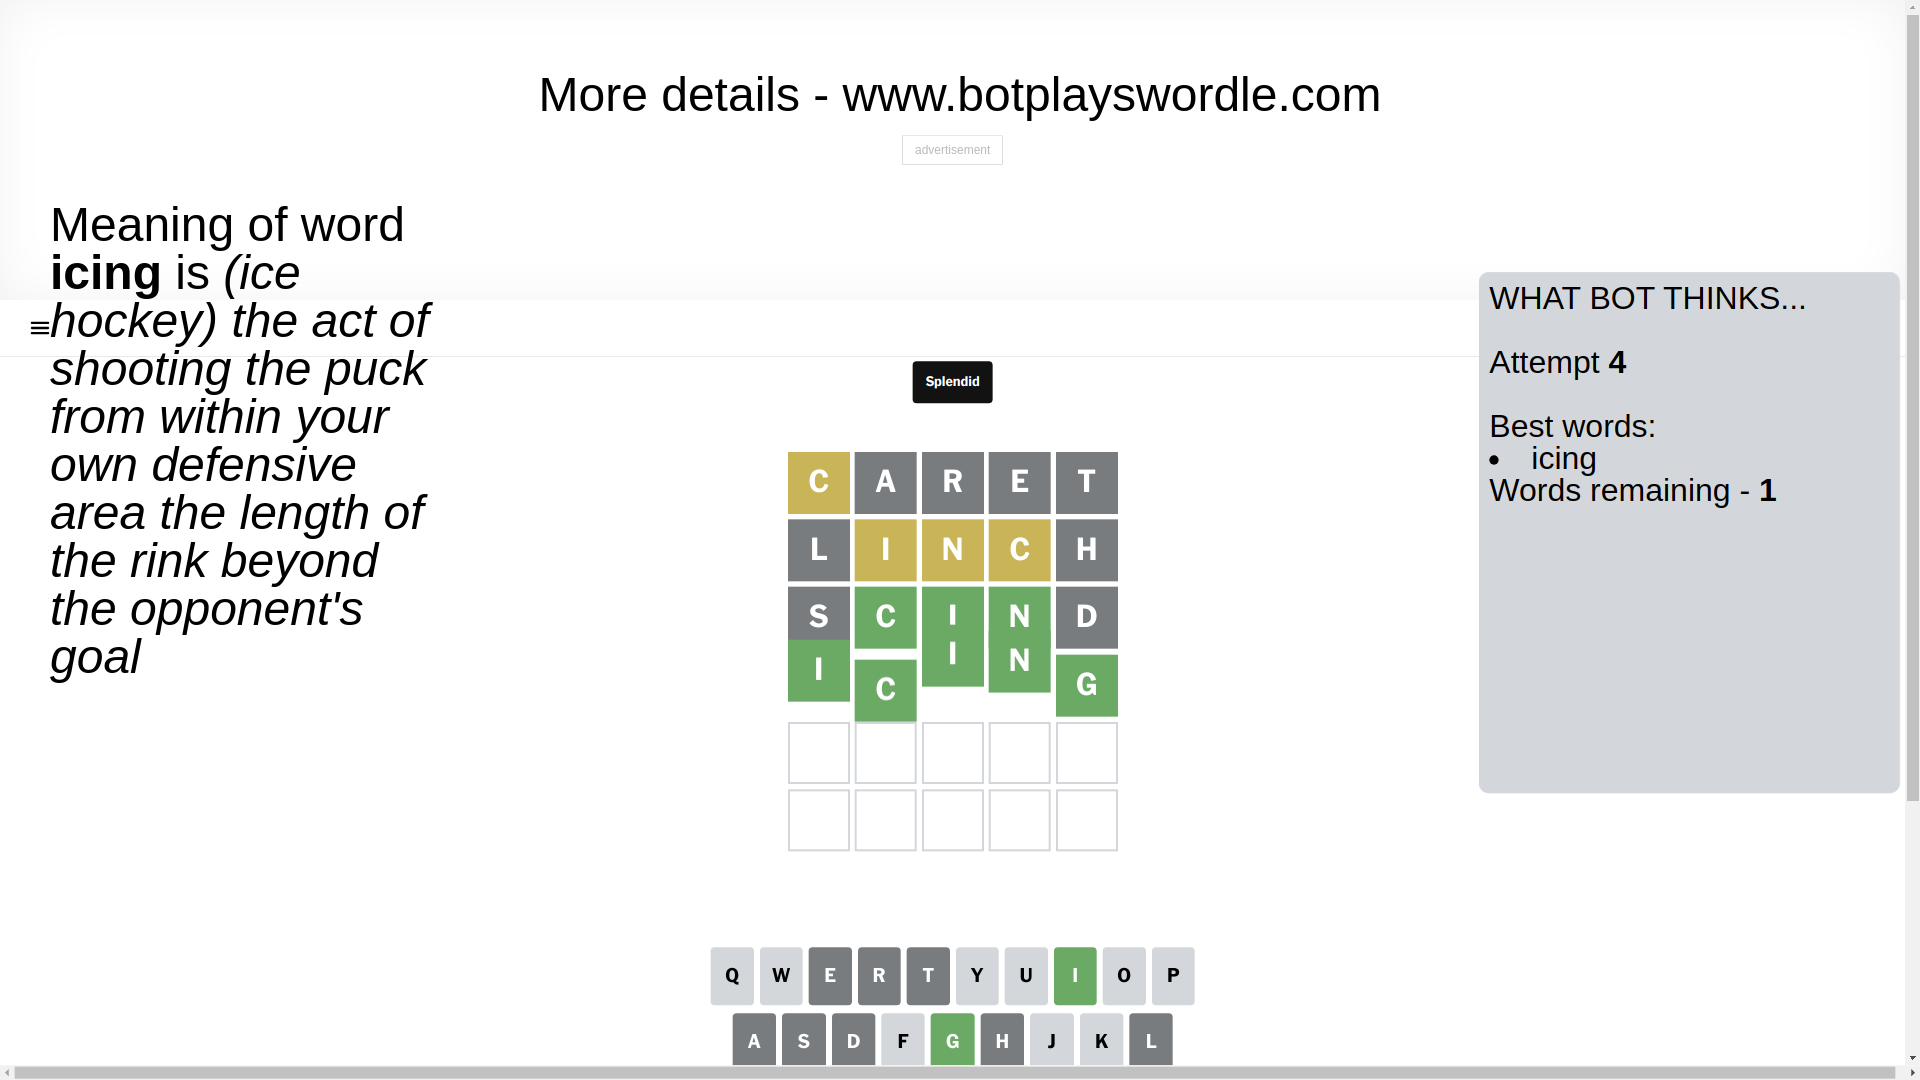 More details - www.botplayswordle.com
advertisement
Meaning of word
icing is (ice
hockey) the act of
shooting the puck
from within your
own defensive
area the length of
the rink beyond
the opponent's
goal
WHAT BOT THINKS...
Attempt 4
Best words:
• icing
Words remaining - 1
Splendid
C A R E T
L I N C H
S C I N D
I C I N G
Q W E R T Y U I O P
A S D F G H J K L